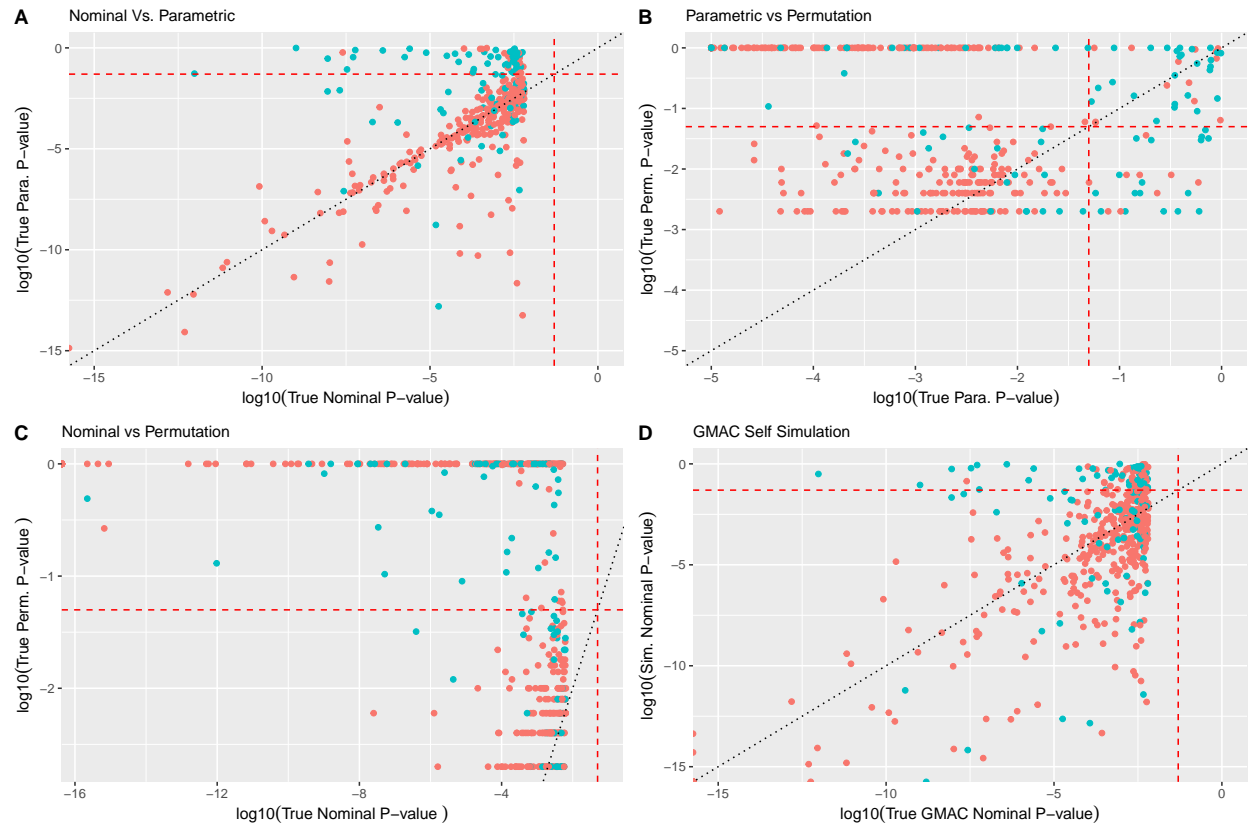 A
Nominal Vs. Parametric
0
−5
−10
−15
log10(True Para. P−value)
−15
−10
−5
0
log10(True Nominal P−value)
B
Parametric vs Permutation
0
−1
−2
−3
−4
−5
log10(True Perm. P−value)
−5
−4
−3
−2
−1
0
log10(True Para. P−value)
C
Nominal vs Permutation
0
−1
−2
log10(True Perm. P−value )
−16
−12
−8
−4
log10(True Nominal P−value )
D
GMAC Self Simulation
0
−5
−10
−15
log10(Sim. Nominal P−value)
−15
−10
−5
0
log10(True GMAC Nominal P−value)